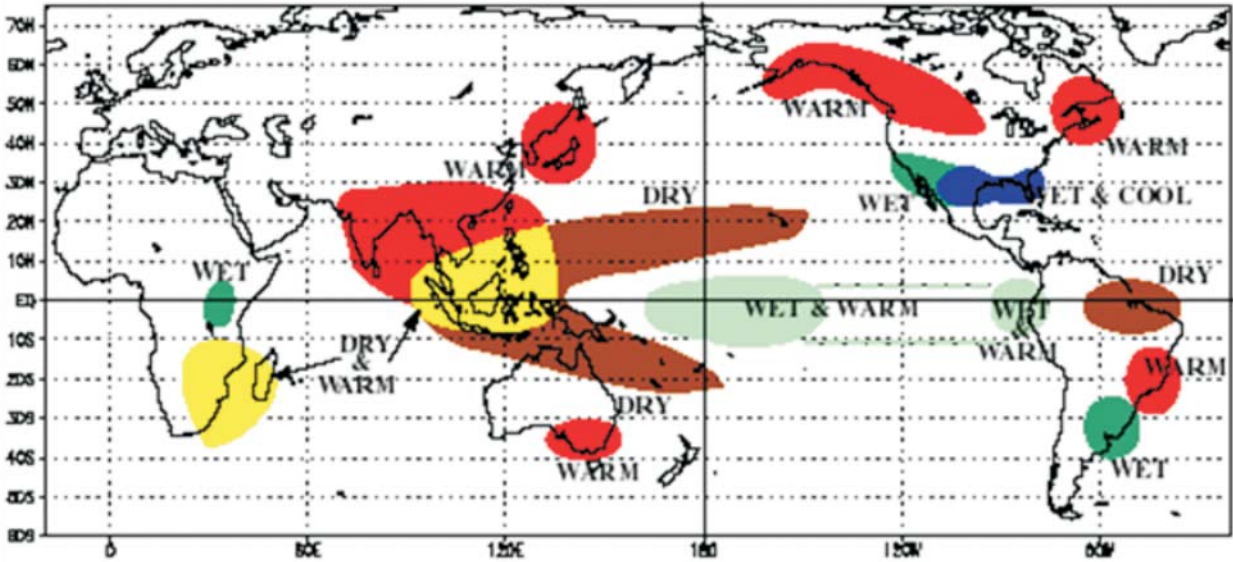 70N
60N
50N
WARM
40N
WARM
WARM
30N
DRY
WET
WET & COOL
20N
10N
WET
DRY
EQ
WET & WARM
WET
&
WARM
10S
DRY
&
WARM
20S
WARM
DRY
30S
40S
WARM
WET
50S
60S
0
60E
120E
180
120W
60W